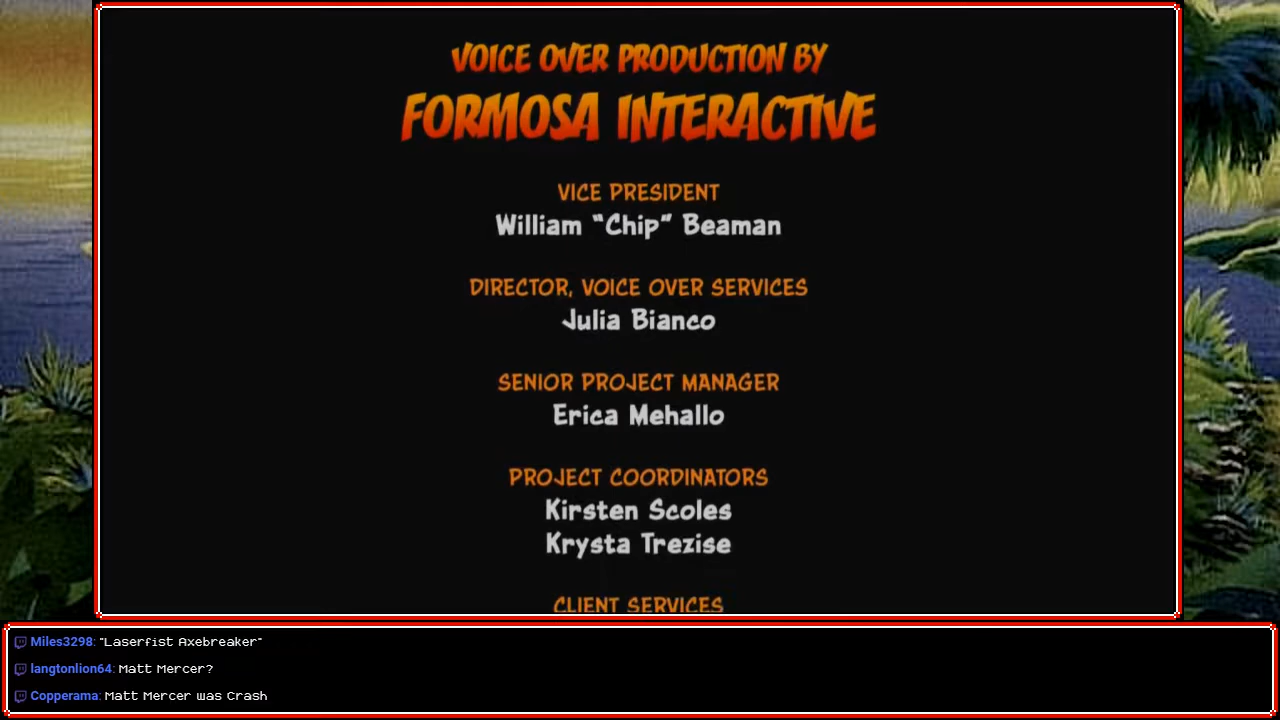 VOICE OVER PRODUCTION BY
FORMOSA INTERACTIVE
VICE PRESIDENT
William “Chip” Beaman
DIRECTOR, VOICE OVER SERVICES
Julia Bianco
SENIOR PROJECT MANAGER
Erica Mehallo
PROJECT COORDINATORS
Kirsten Scoles
Krysta Trezise
CLIENT SERVICES
Miles3298: "Laserfist Axebreaker"
langtonlion64: Matt Mercer?
Copperama: Matt Mercer was Crash